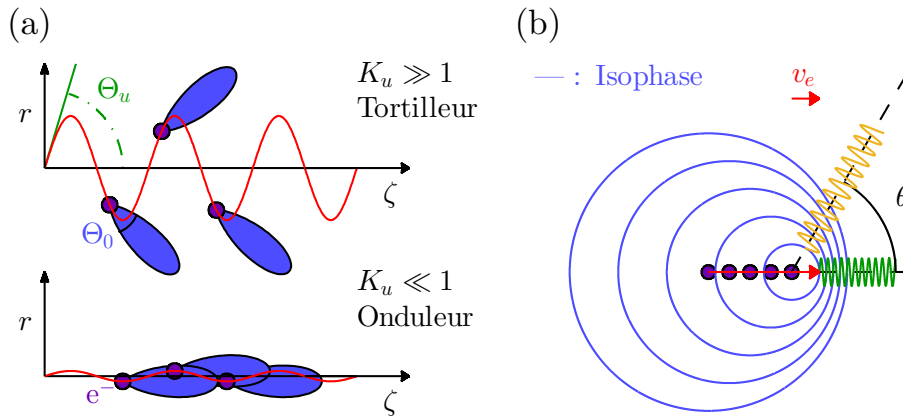 (a)
Θ_u
r
ζ
Θ_0
K_u ≫ 1
Tortilleur
r
ζ
e⁻
K_u ≪ 1
Onduleur
(b)
— : Isophase
v_e
θ